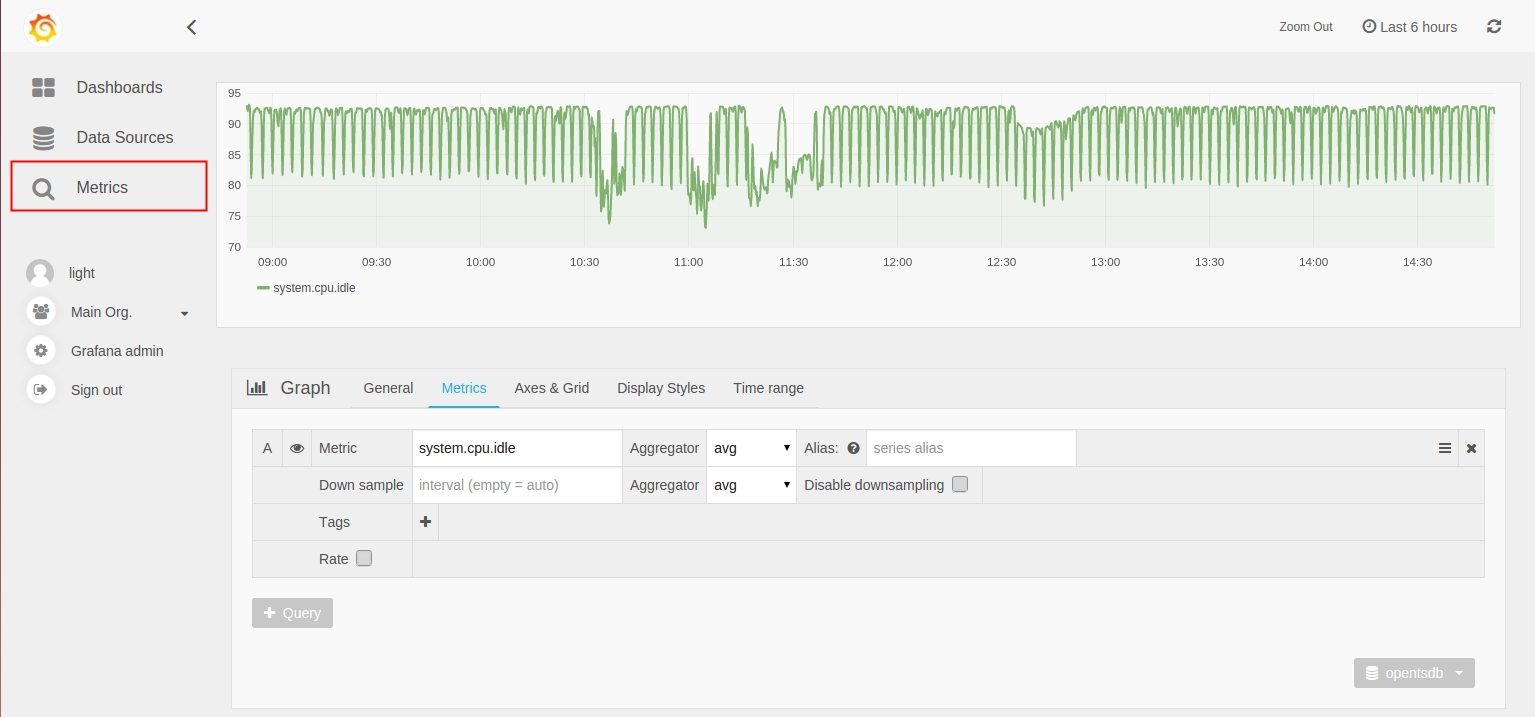 Zoom Out Last 6 hours
Dashboards
Data Sources
Metrics
light
Main Org.
Grafana admin
Sign out
95
90
85
80
75
70
09:00 09:30 10:00 10:30 11:00 11:30 12:00 12:30 13:00 13:30 14:00 14:30
system.cpu.idle
Graph General Metrics Axes & Grid Display Styles Time range
A Metric system.cpu.idle Aggregator avg Alias: series alias
Down sample interval (empty = auto) Aggregator avg Disable downsampling
Tags
Rate
Query
opentsdb